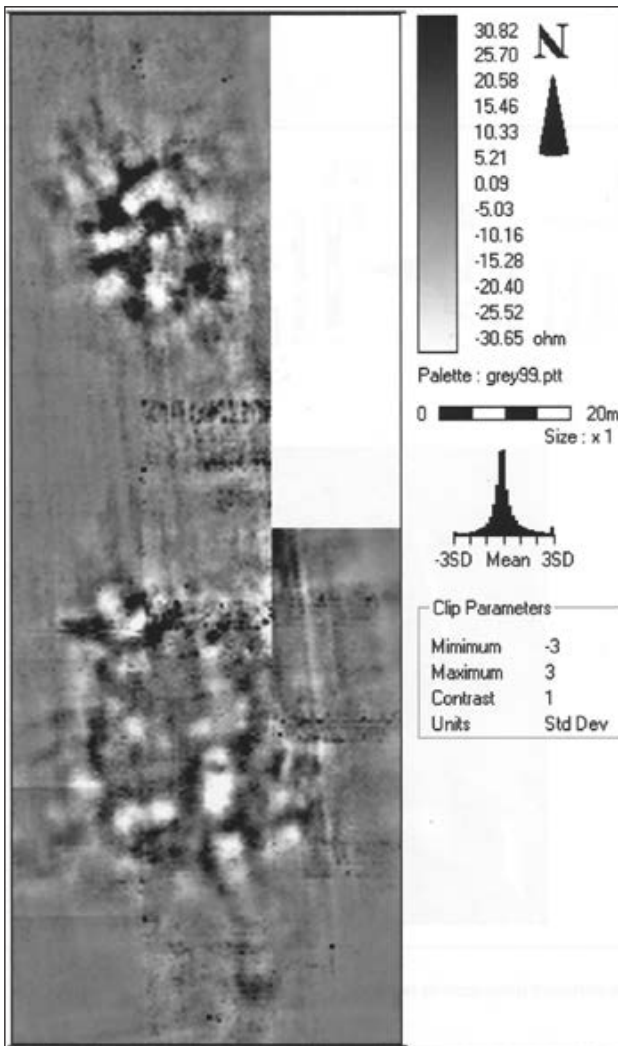 30.82
N
25.70
20.58
15.46
10.33
5.21
0.09
-5.03
-10.16
-15.28
-20.40
-25.52
-30.65 ohm
Palette : grey99.ptt
0 20m
Size : x 1
-3SD Mean 3SD
Clip Parameters
Mimimum -3
Maximum 3
Contrast 1
Units Std Dev